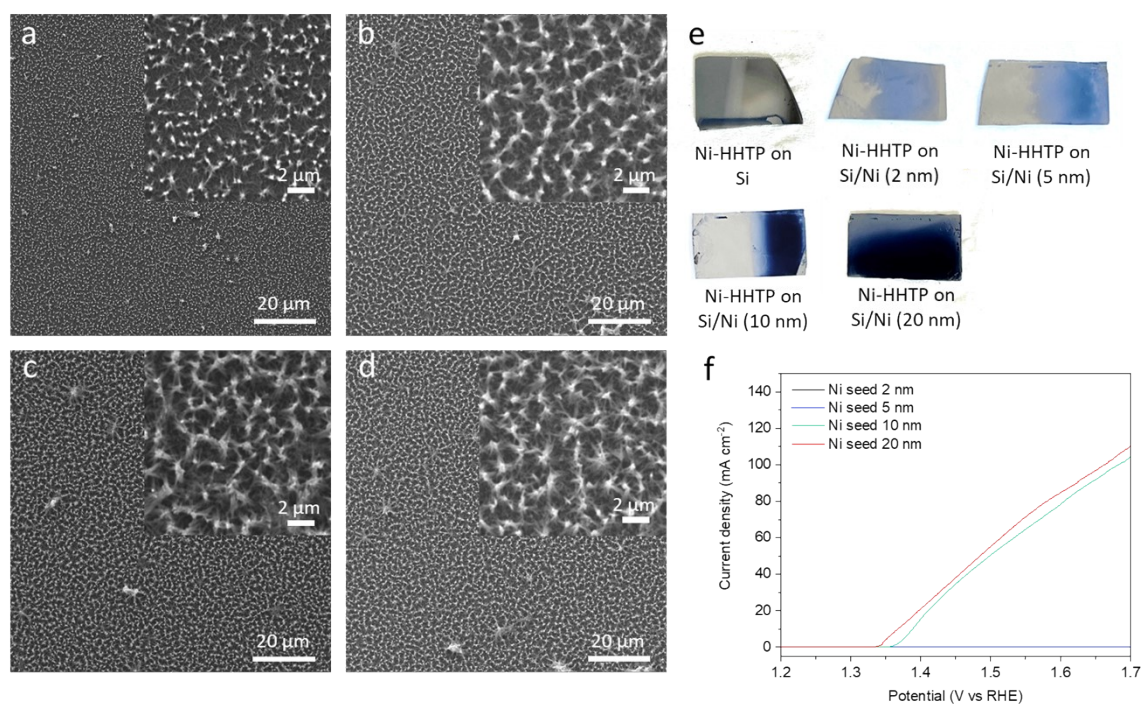 a
2 µm
20 µm
b
2 µm
20 µm
c
2 µm
20 µm
d
2 µm
20 µm
e
Ni-HHTP on
Si
Ni-HHTP on
Si/Ni (2 nm)
Ni-HHTP on
Si/Ni (5 nm)
Ni-HHTP on
Si/Ni (10 nm)
Ni-HHTP on
Si/Ni (20 nm)
f
Ni seed 2 nm
Ni seed 5 nm
Ni seed 10 nm
Ni seed 20 nm
Current density (mA cm⁻²)
140
120
100
80
60
40
20
0
1.2 1.3 1.4 1.5 1.6 1.7
Potential (V vs RHE)